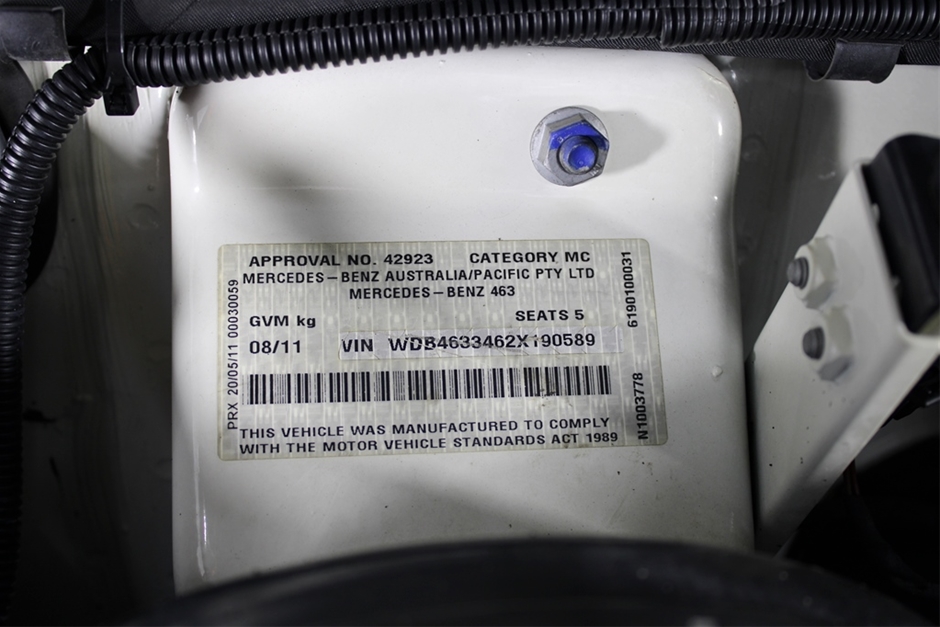 APPROVAL NO. 42923 CATEGORY MC
MERCEDES-BENZ AUSTRALIA/PACIFIC PTY LTD
MERCEDES-BENZ 463
GVM kg SEATS 5
08/11 VIN WDB4633462X190589
THIS VEHICLE WAS MANUFACTURED TO COMPLY
WITH THE MOTOR VEHICLE STANDARDS ACT 1989
PRX 20/05/11 00030059
6190100031
N1003778